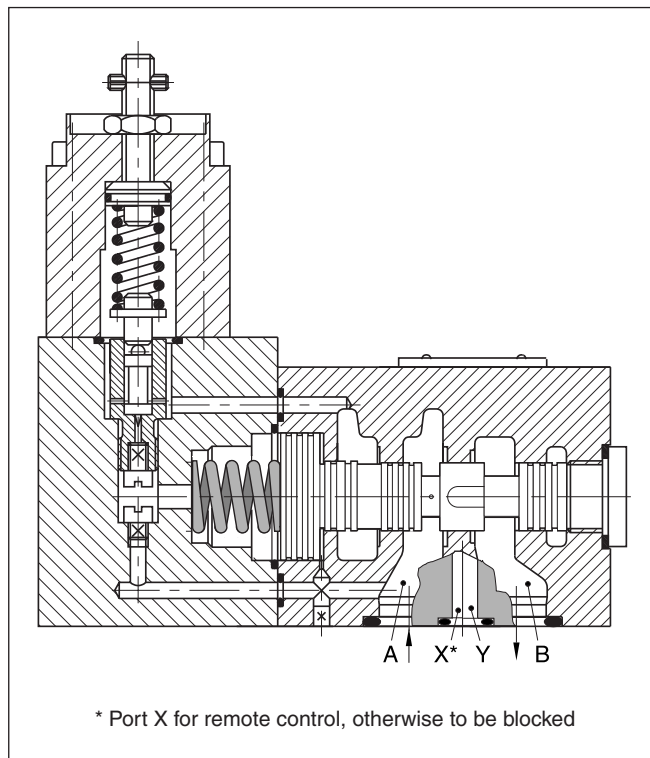 A X* Y B
* Port X for remote control, otherwise to be blocked